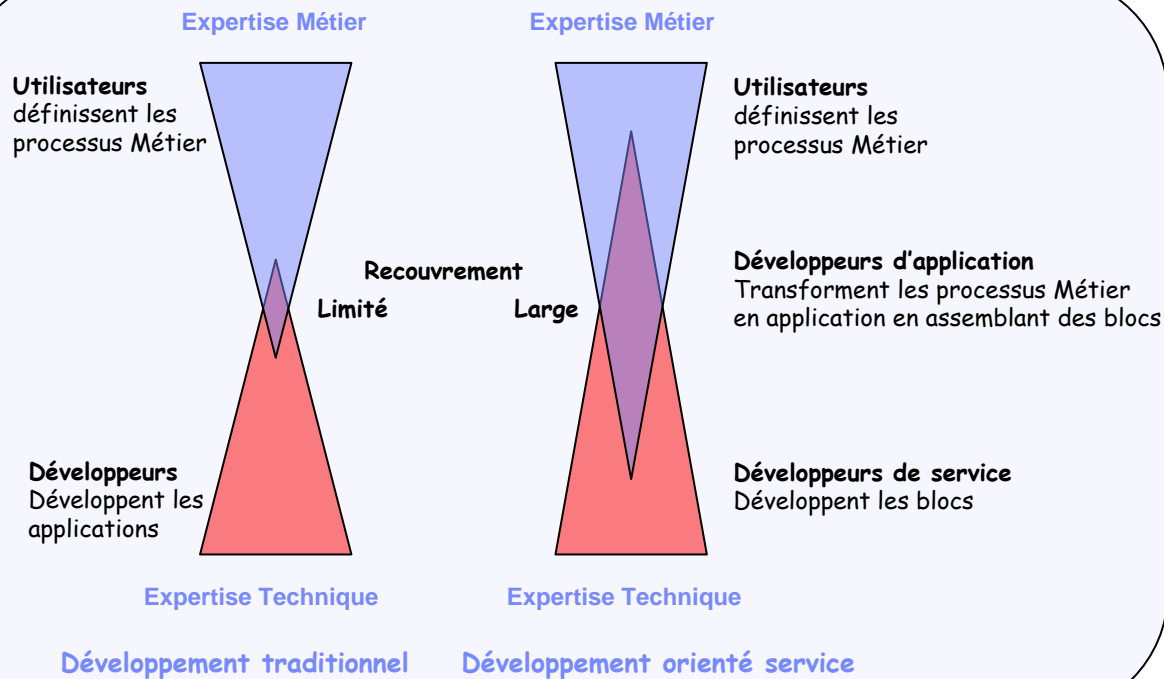 Expertise Métier
Expertise Métier
Utilisateurs
définissent les
processus Métier
Utilisateurs
définissent les
processus Métier
Recouvrement
Limité
Large
Développeurs d'application
Transforment les processus Métier
en application en assemblant des blocs
Développeurs
Développent les
applications
Développeurs de service
Développent les blocs
Expertise Technique
Expertise Technique
Développement traditionnel
Développement orienté service